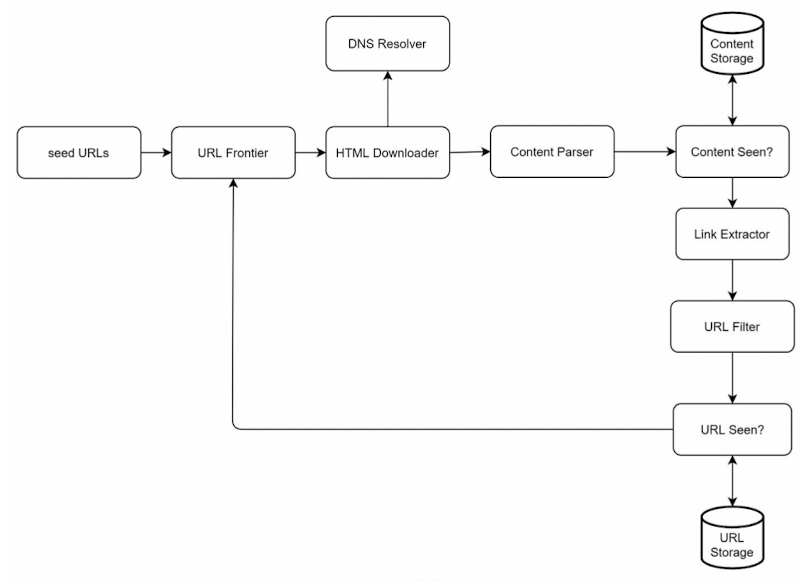 DNS Resolver
Content
Storage
seed URLs
URL Frontier
HTML Downloader
Content Parser
Content Seen?
Link Extractor
URL Filter
URL Seen?
URL
Storage